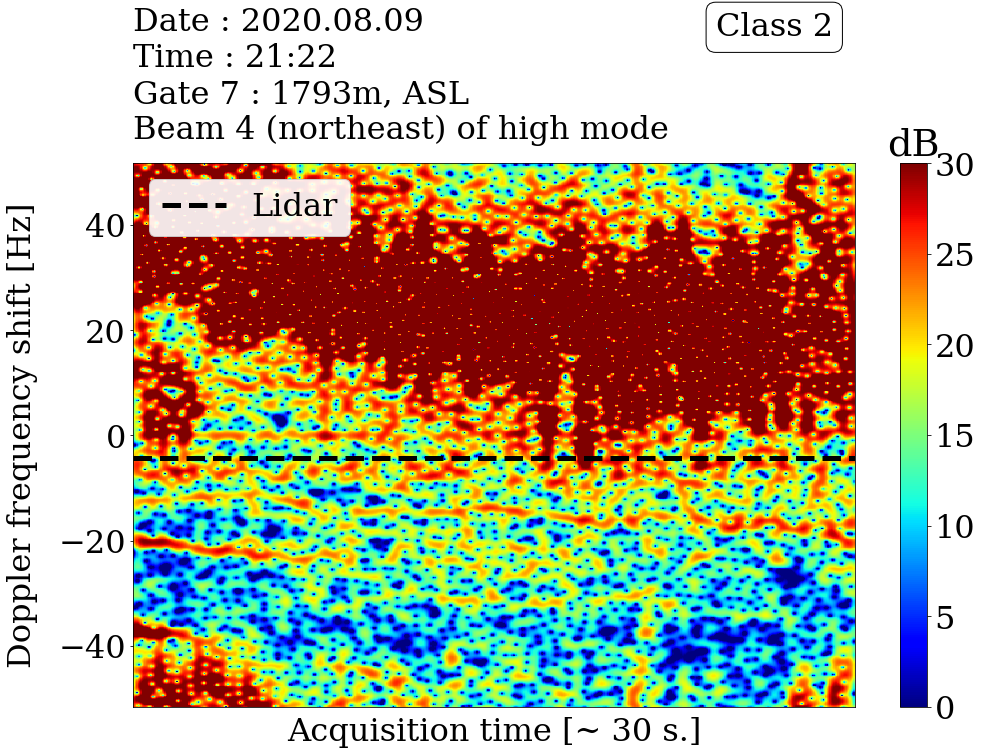 Date : 2020.08.09
Time : 21:22
Gate 7 : 1793m, ASL
Beam 4 (northeast) of high mode
Class 2
dB
Lidar
Doppler frequency shift [Hz]
40
20
0
−20
−40
30
25
20
15
10
5
0
Acquisition time [~ 30 s.]